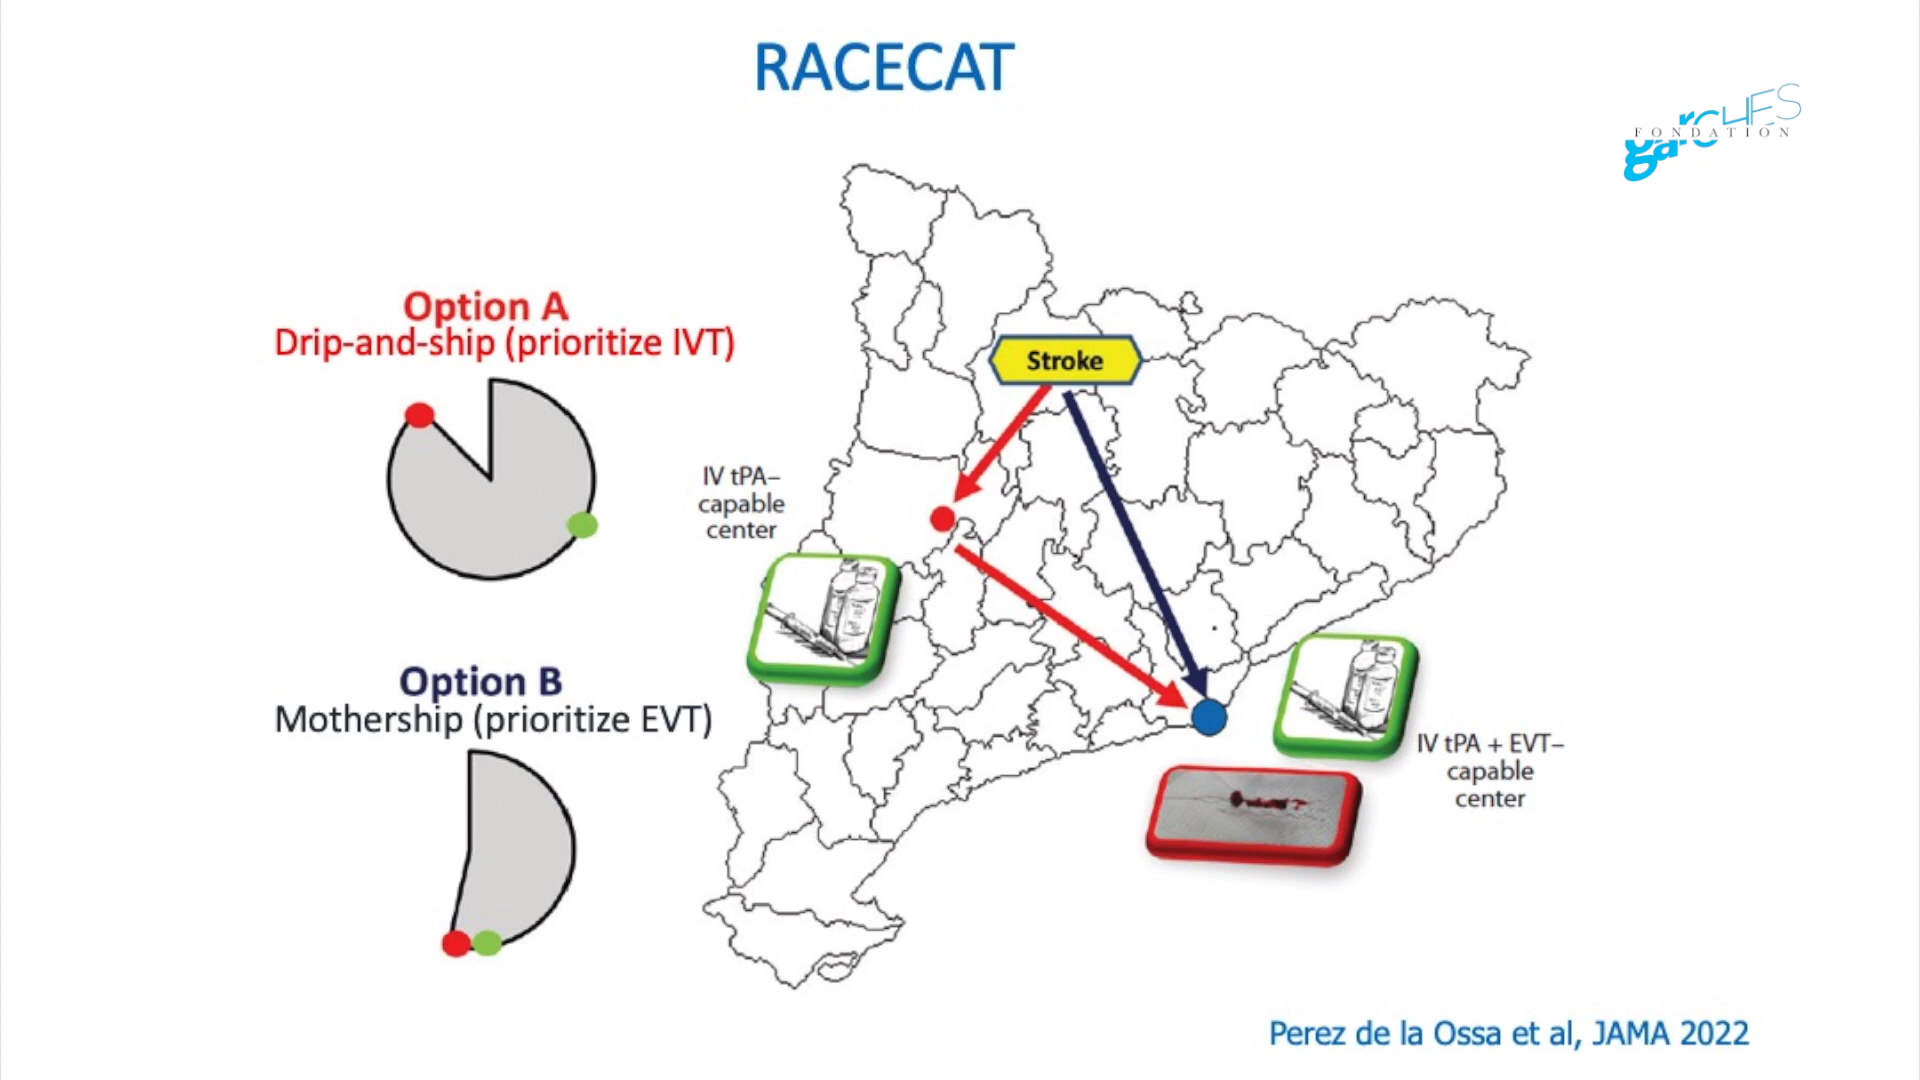 RACECAT
garcHES
FONDATION
Option A
Drip-and-ship (prioritize IVT)
Stroke
IV tPA–
capable
center
Option B
Mothership (prioritize EVT)
IV tPA + EVT–
capable
center
Perez de la Ossa et al, JAMA 2022